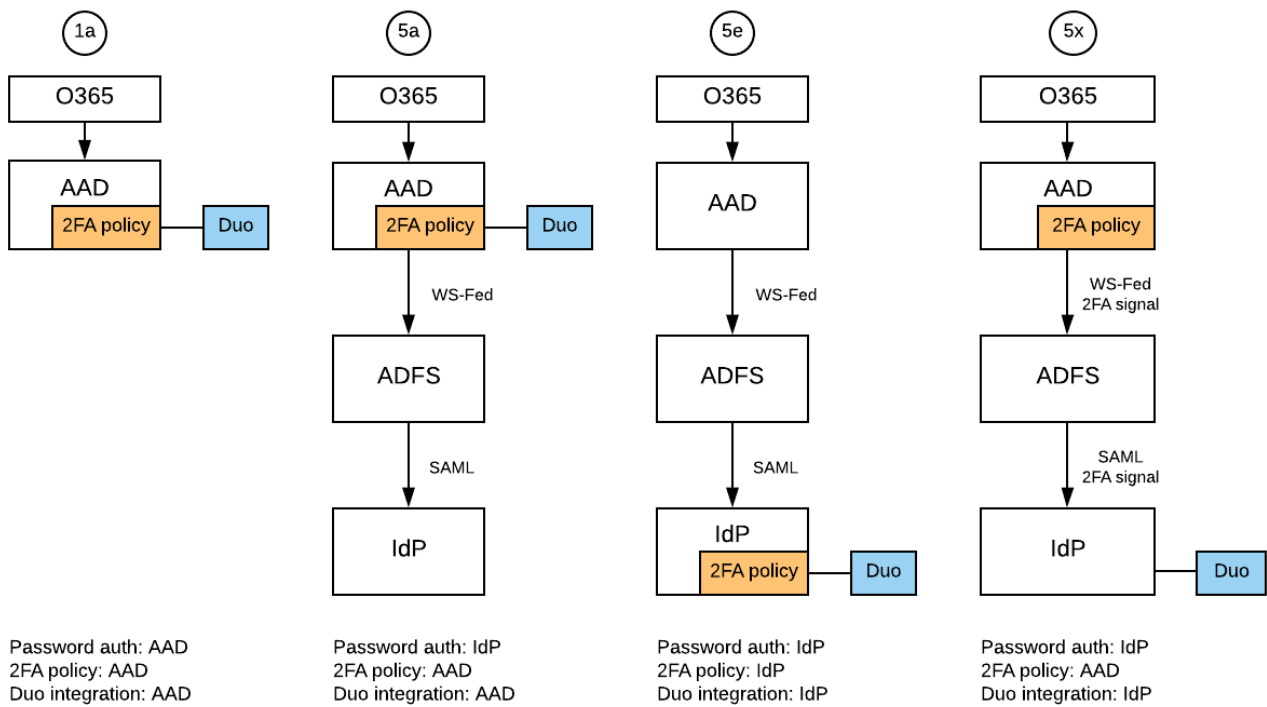 1a
O365
AAD
2FA policy
Duo
Password auth: AAD
2FA policy: AAD
Duo integration: AAD
5a
O365
AAD
2FA policy
Duo
WS-Fed
ADFS
SAML
IdP
Password auth: IdP
2FA policy: AAD
Duo integration: AAD
5e
O365
AAD
WS-Fed
ADFS
SAML
IdP
2FA policy
Duo
Password auth: IdP
2FA policy: IdP
Duo integration: IdP
5x
O365
AAD
2FA policy
WS-Fed
2FA signal
ADFS
SAML
2FA signal
IdP
Duo
Password auth: IdP
2FA policy: AAD
Duo integration: IdP